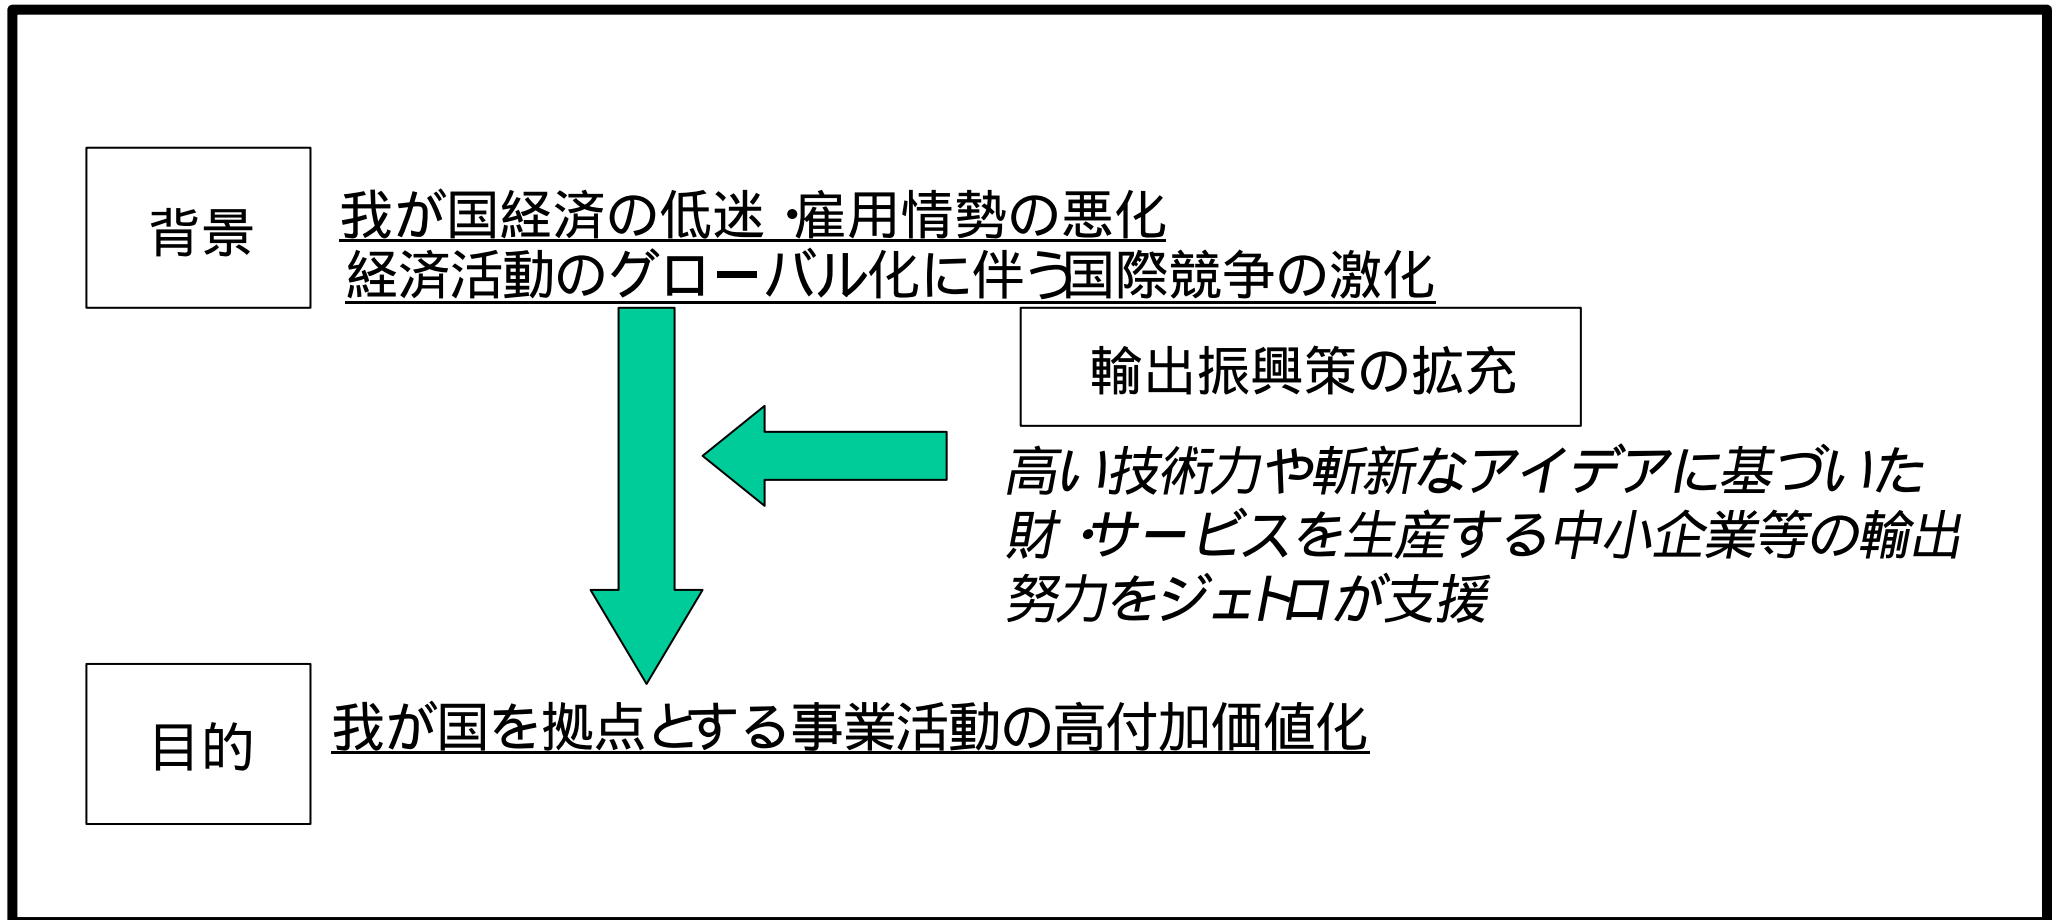 背景
我が国経済の低迷・雇用情勢の悪化
経済活動のグローバル化に伴う国際競争の激化
輸出振興策の拡充
高い技術力や斬新なアイデアに基づいた
財・サービスを生産する中小企業等の輸出
努力をジェトロが支援
目的
我が国を拠点とする事業活動の高付加価値化